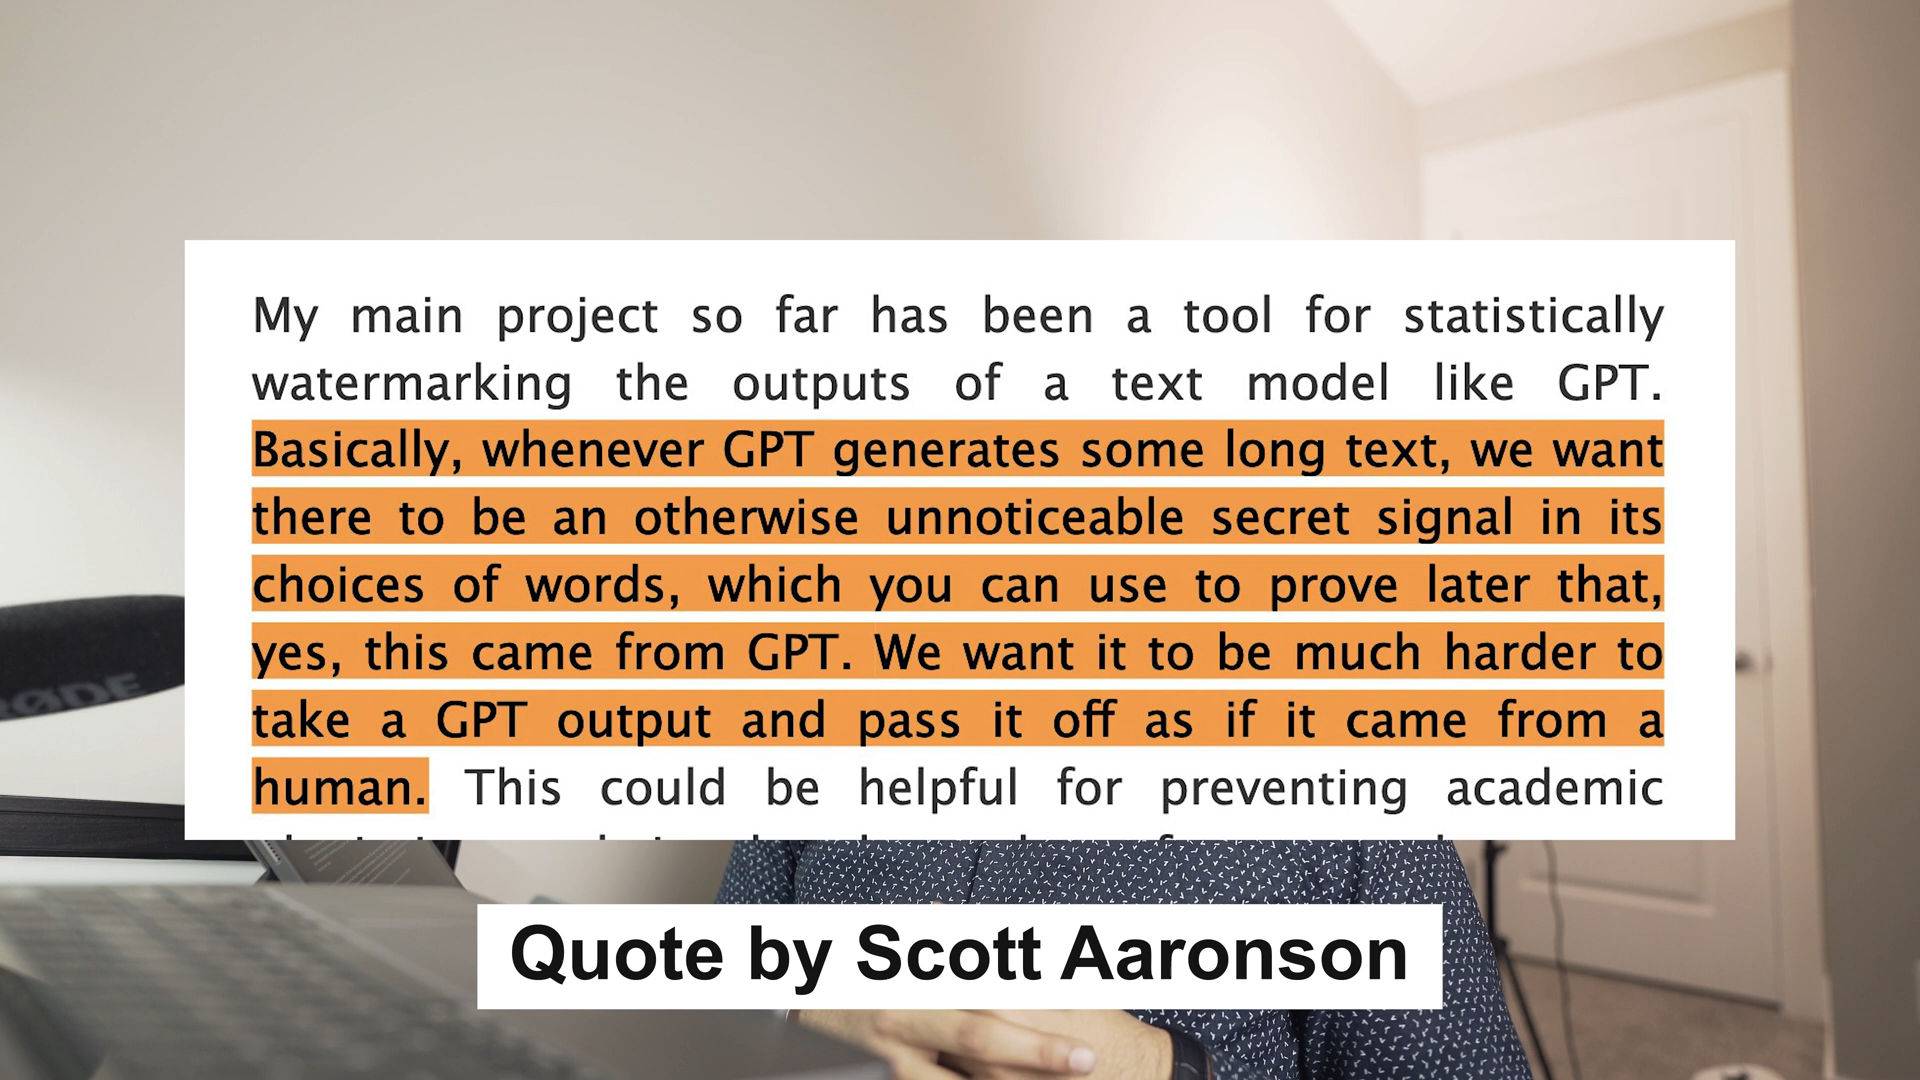 My main project so far has been a tool for statistically
watermarking the outputs of a text model like GPT.
Basically, whenever GPT generates some long text, we want
there to be an otherwise unnoticeable secret signal in its
choices of words, which you can use to prove later that,
yes, this came from GPT. We want it to be much harder to
take a GPT output and pass it off as if it came from a
human. This could be helpful for preventing academic
RØDE
Quote by Scott Aaronson